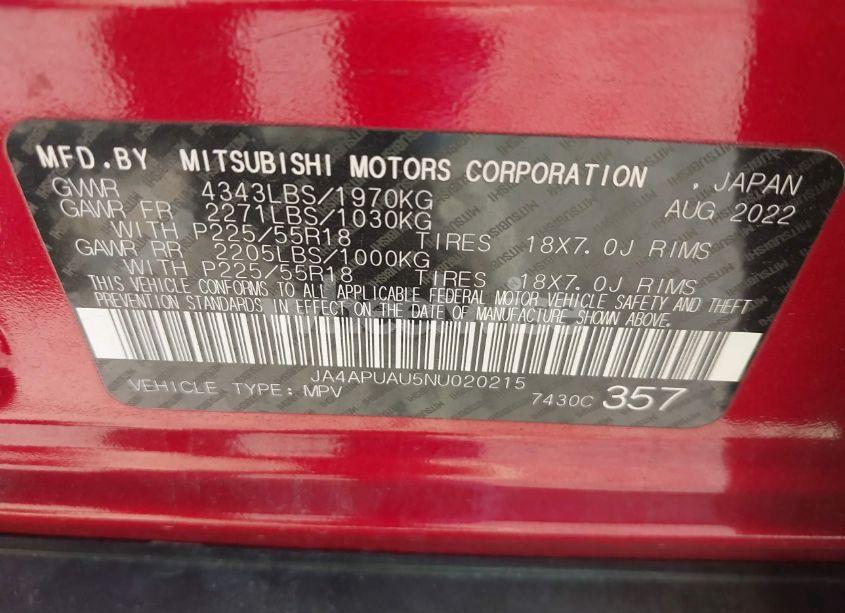 MFD.BY MITSUBISHI MOTORS CORPORATION , JAPAN
GVWR 4343LBS/1970KG AUG 2022
GAWR FR 2271LBS/1030KG
WITH P225/55R18 TIRES 18X7.0J RIMS
GAWR RR 2205LBS/1000KG
WITH P225/55R18 TIRES 18X7.0J RIMS
THIS VEHICLE CONFORMS TO ALL APPLICABLE FEDERAL MOTOR VEHICLE SAFETY AND THEFT
PREVENTION STANDARDS IN EFFECT ON THE DATE OF MANUFACTURE SHOWN ABOVE.
JA4APUAU5NU020215
VEHICLE TYPE: MPV 7430C 357